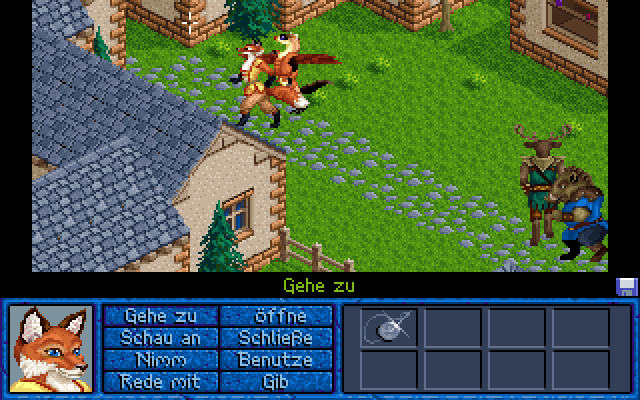 Gehe zu
Gehe zu
öffne
Schau an
Schließe
Nimm
Benutze
Rede mit
Gib